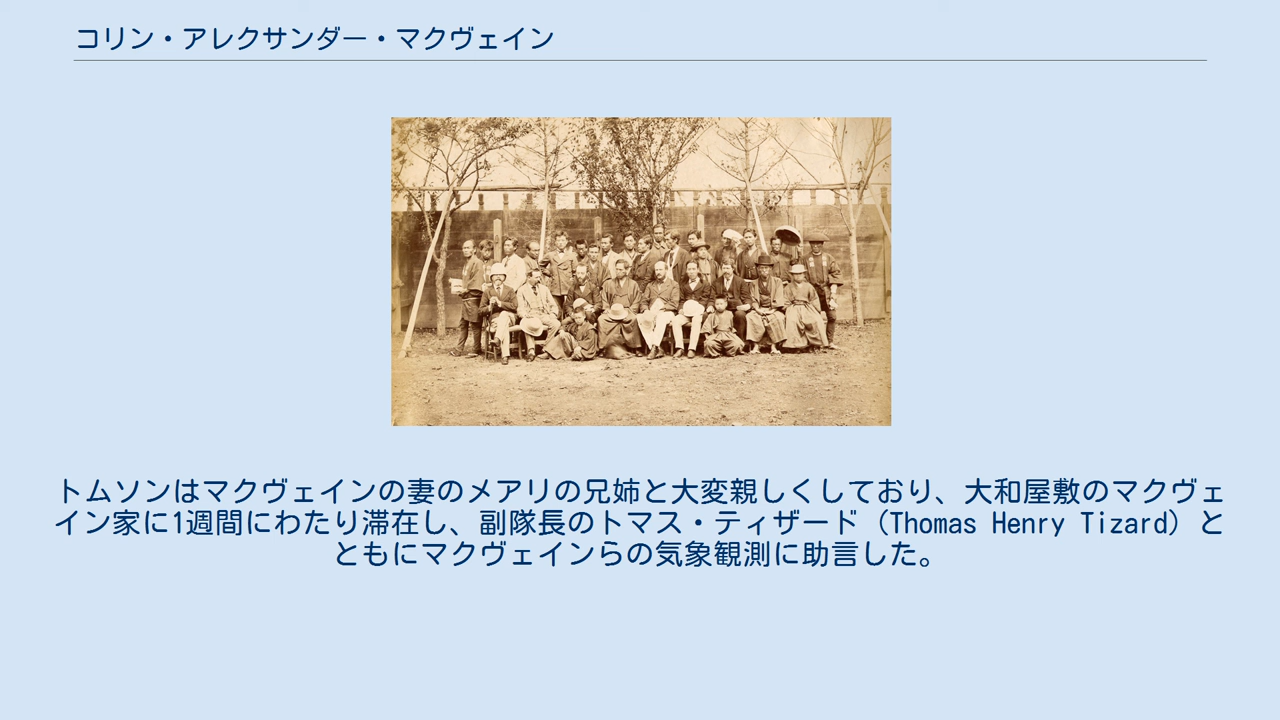 コリン・アレクサンダー・マクヴェイン
トムソンはマクヴェインの妻のメアリの兄姉と大変親しくしており、大和屋敷のマクヴェ
イン家に1週間にわたり滞在し、副隊長のトマス・ティザード（Thomas Henry Tizard）と
ともにマクヴェインらの気象観測に助言した。